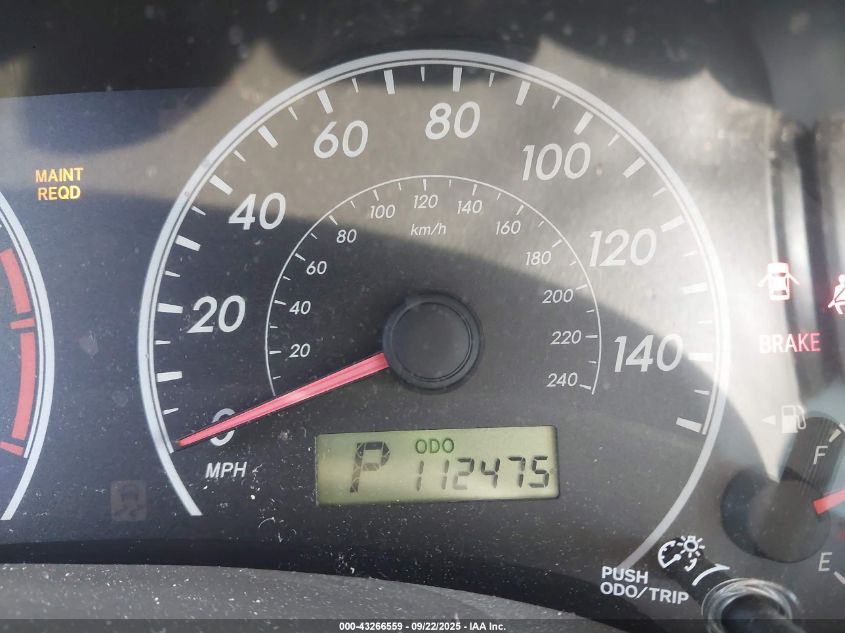 MAINT
REQD
0
20
40
60
80
100
120
140
MPH
20
40
60
80
100
120
140
160
180
200
220
240
km/h
P
ODO
112475
BRAKE
F
E
PUSH
ODO/TRIP
000-43266559 - 09/22/2025 - IAA Inc.